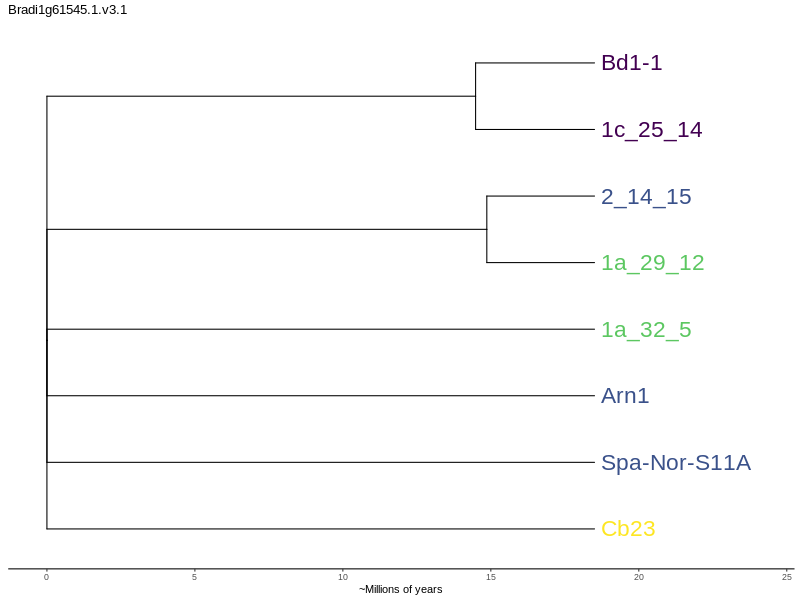 Bradi1g61545.1.v3.1
Bd1-1
1c_25_14
2_14_15
1a_29_12
1a_32_5
Arn1
Spa-Nor-S11A
Cb23
0 5 10 15 20 25
~Millions of years